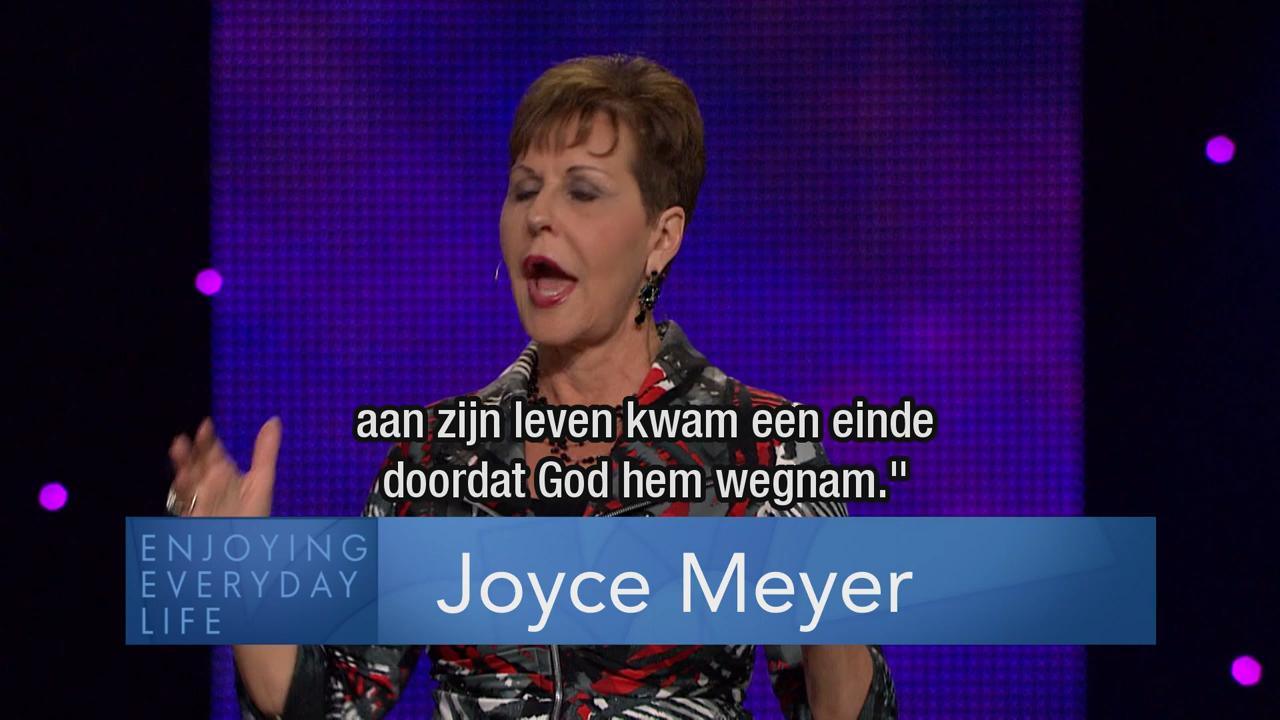 aan zijn leven kwam een einde
doordat God hem wegnam."
ENJOYING
EVERYDAY
LIFE
Joyce Meyer